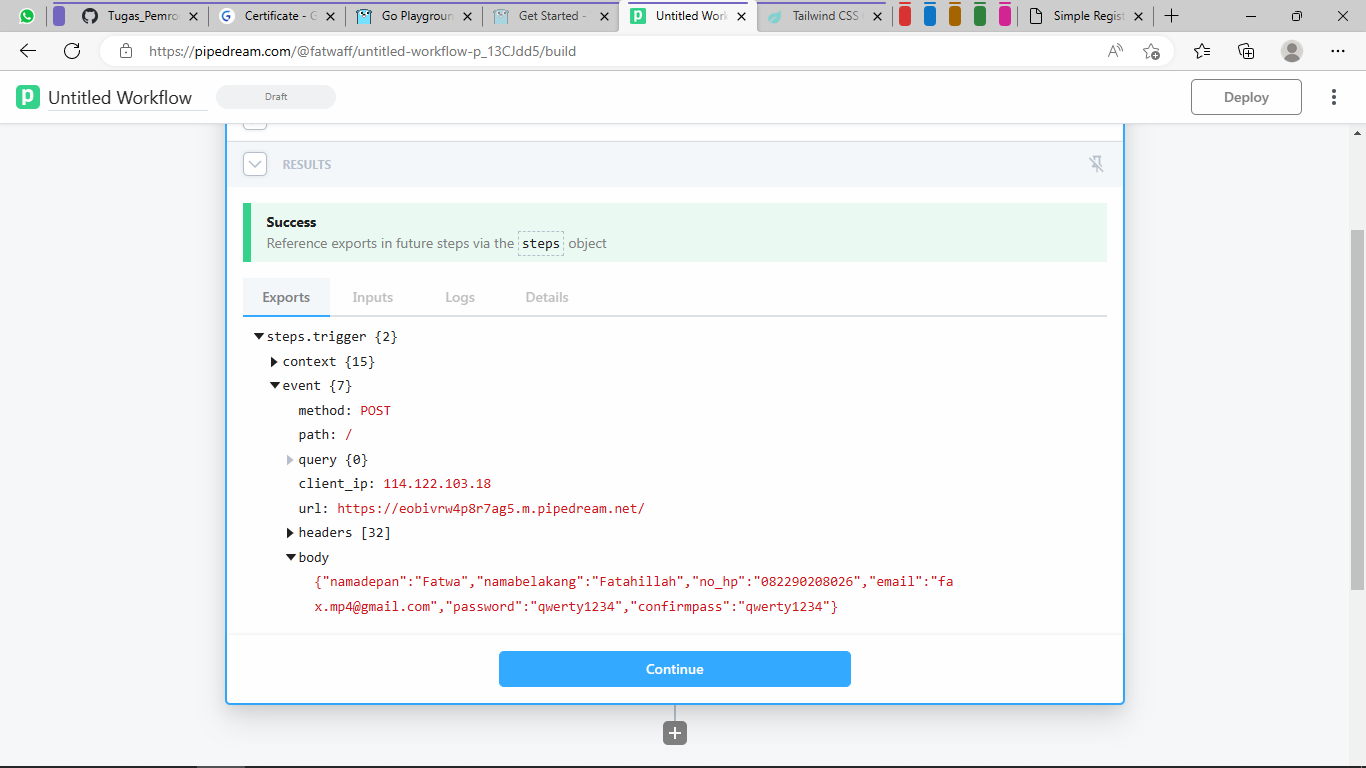 Tugas_Pemro
Certificate - G
Go Playgroun
Get Started -
Untitled Work
Tailwind CSS
Simple Regist
https://pipedream.com/@fatwaff/untitled-workflow-p_13CJdd5/build
p Untitled Workflow
Draft
Deploy
RESULTS
Success
Reference exports in future steps via the steps object
Exports Inputs Logs Details
steps.trigger {2}
context {15}
event {7}
method: POST
path: /
query {0}
client_ip: 114.122.103.18
url: https://eobivrw4p8r7ag5.m.pipedream.net/
headers [32]
body
{"namadepan":"Fatwa","namabelakang":"Fatahillah","no_hp":"082290208026","email":"fa
x.mp4@gmail.com","password":"qwerty1234","confirmpass":"qwerty1234"}
Continue